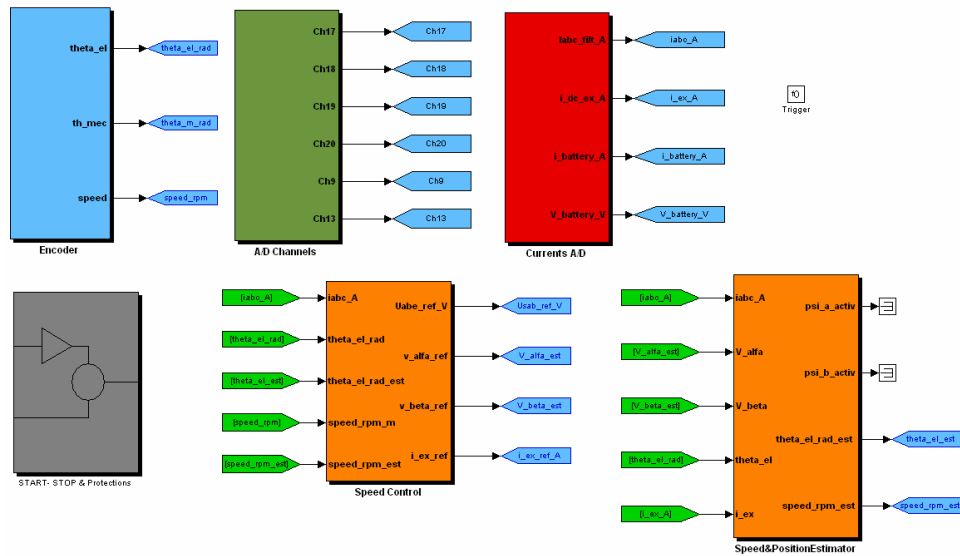 theta_el
theta_el_rad
th_mec
theta_m_rad
speed
speed_rpm
Encoder
Ch17
Ch17
Ch18
Ch18
Ch19
Ch19
Ch20
Ch20
Ch9
Ch9
Ch13
Ch13
A/D Channels
iabc_filt_A
iabc_A
i_dc_ex_A
i_ex_A
i_battery_A
i_battery_A
V_battery_V
V_battery_V
Currents A/D
f()
Trigger
START- STOP & Protections
[iabc_A]
iabc_A
[theta_el_rad]
theta_el_rad
[theta_el_est]
theta_el_rad_est
[speed_rpm]
speed_rpm_m
[speed_rpm_est]
speed_rpm_est
Uabe_ref_V
Usab_ref_V
v_alfa_ref
V_alfa_est
v_beta_ref
V_beta_est
i_ex_ref
i_ex_ref_A
Speed Control
[iabc_A]
iabc_A
[V_alfa_est]
V_alfa
[V_beta_est]
V_beta
[theta_el_rad]
theta_el
[i_ex_A]
i_ex
psi_a_activ
psi_b_activ
theta_el_rad_est
theta_el_est
speed_rpm_est
speed_rpm_est
Speed&PositionEstimator